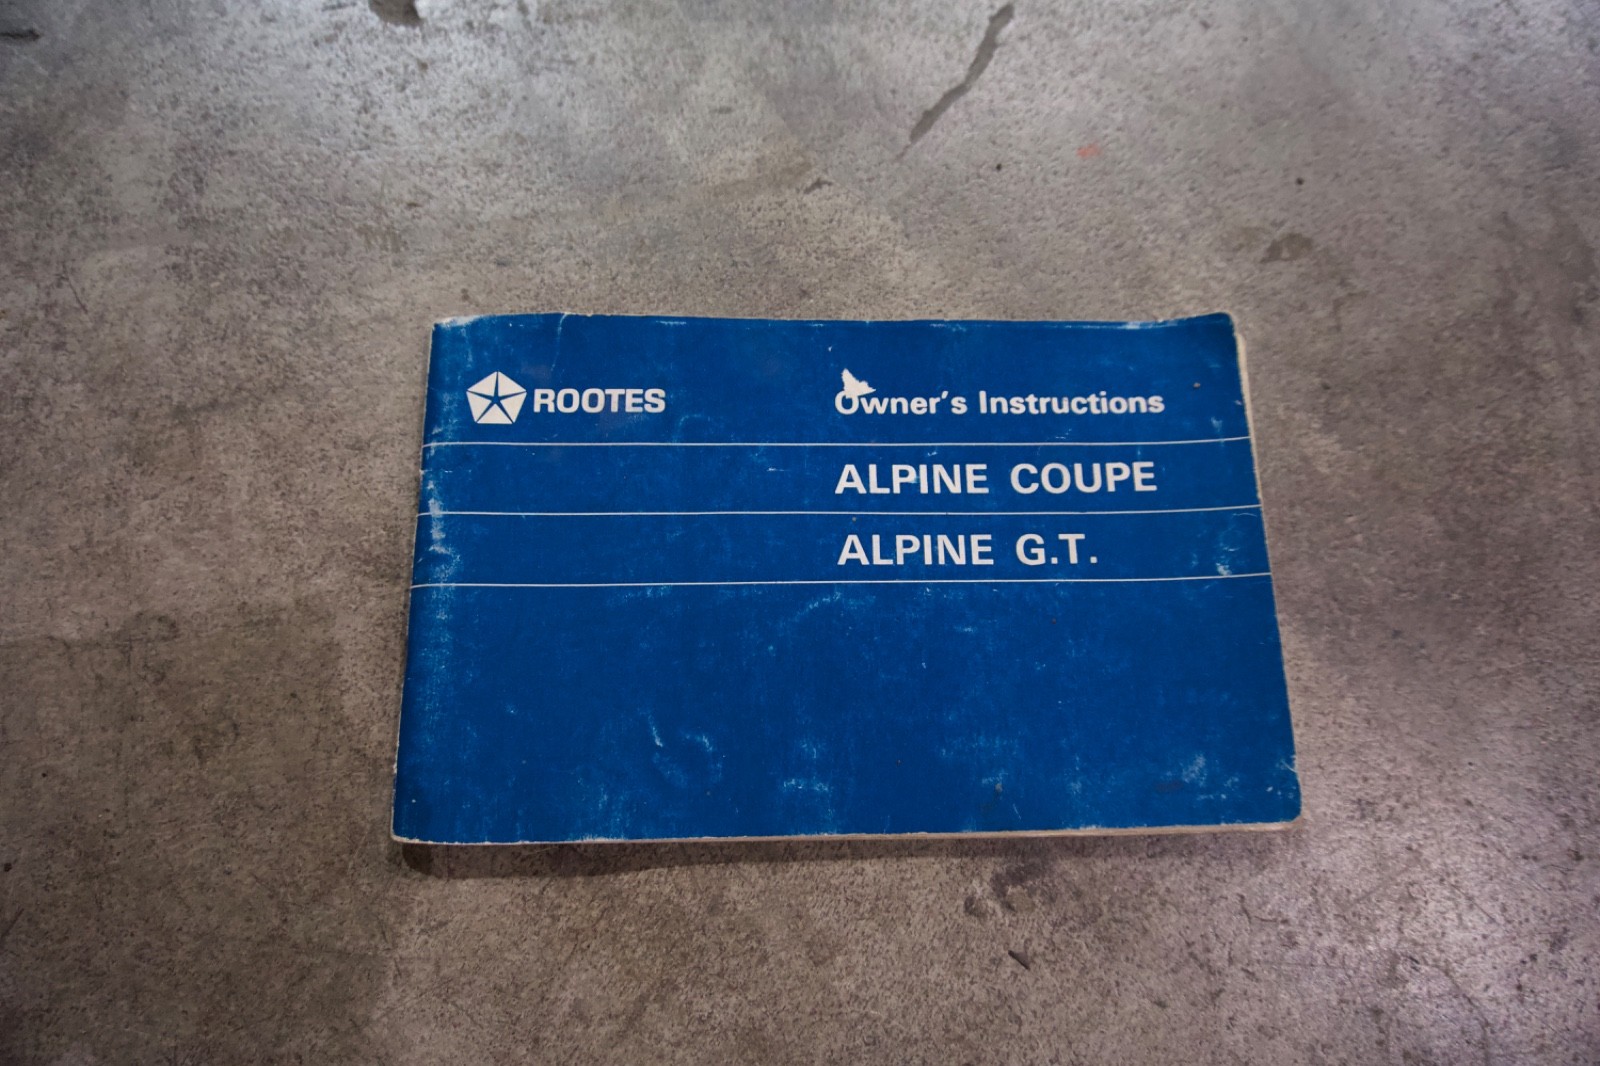 ROOTES
Owner's Instructions
ALPINE COUPE
ALPINE G.T.